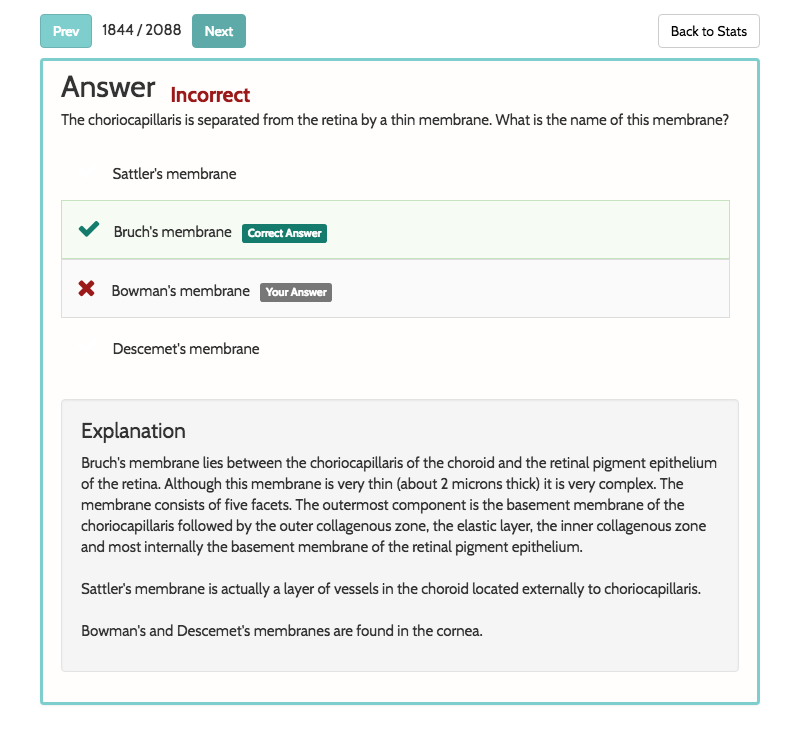 Prev 1844 / 2088 Next Back to Stats
Answer Incorrect
The choriocapillaris is separated from the retina by a thin membrane. What is the name of this membrane?
Sattler's membrane
Bruch's membrane Correct Answer
Bowman's membrane Your Answer
Descemet's membrane
Explanation
Bruch's membrane lies between the choriocapillaris of the choroid and the retinal pigment epithelium
of the retina. Although this membrane is very thin (about 2 microns thick) it is very complex. The
membrane consists of five facets. The outermost component is the basement membrane of the
choriocapillaris followed by the outer collagenous zone, the elastic layer, the inner collagenous zone
and most internally the basement membrane of the retinal pigment epithelium.
Sattler's membrane is actually a layer of vessels in the choroid located externally to choriocapillaris.
Bowman's and Descemet's membranes are found in the cornea.